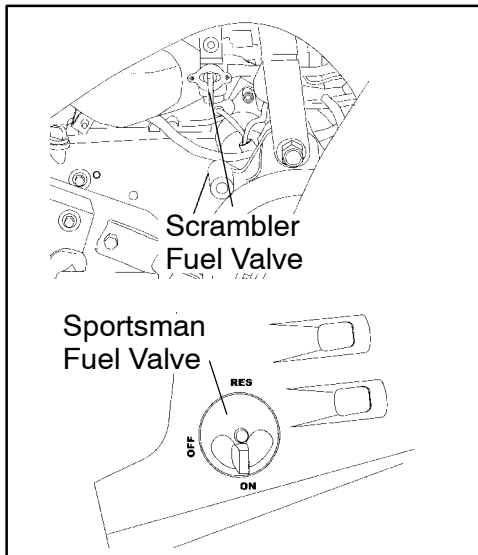 Scrambler
Fuel Valve
Sportsman
Fuel Valve
RES
OFF
ON